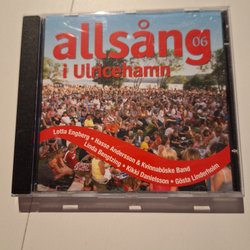 allsång 06
i Ulricehamn
Lotta Engberg • Hasse Andersson & Kvinnaböske Band
Linda Bengtzing • Kikki Danielsson • Gösta Linderholm